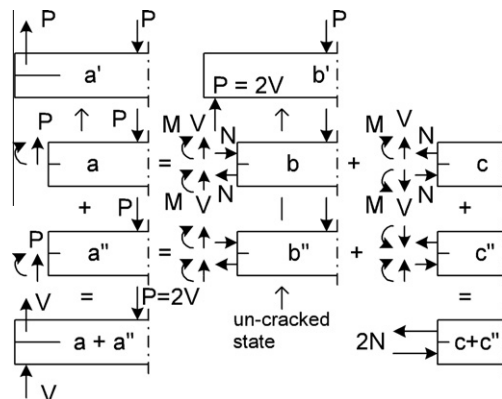 P P P
a' b'
P P P = 2V
M V N M V N
a = b + c
N N
+ P M V M V +
P
a" = b" + c"
V P=2V =
=
a + a" un-cracked 2N c+c"
state
V